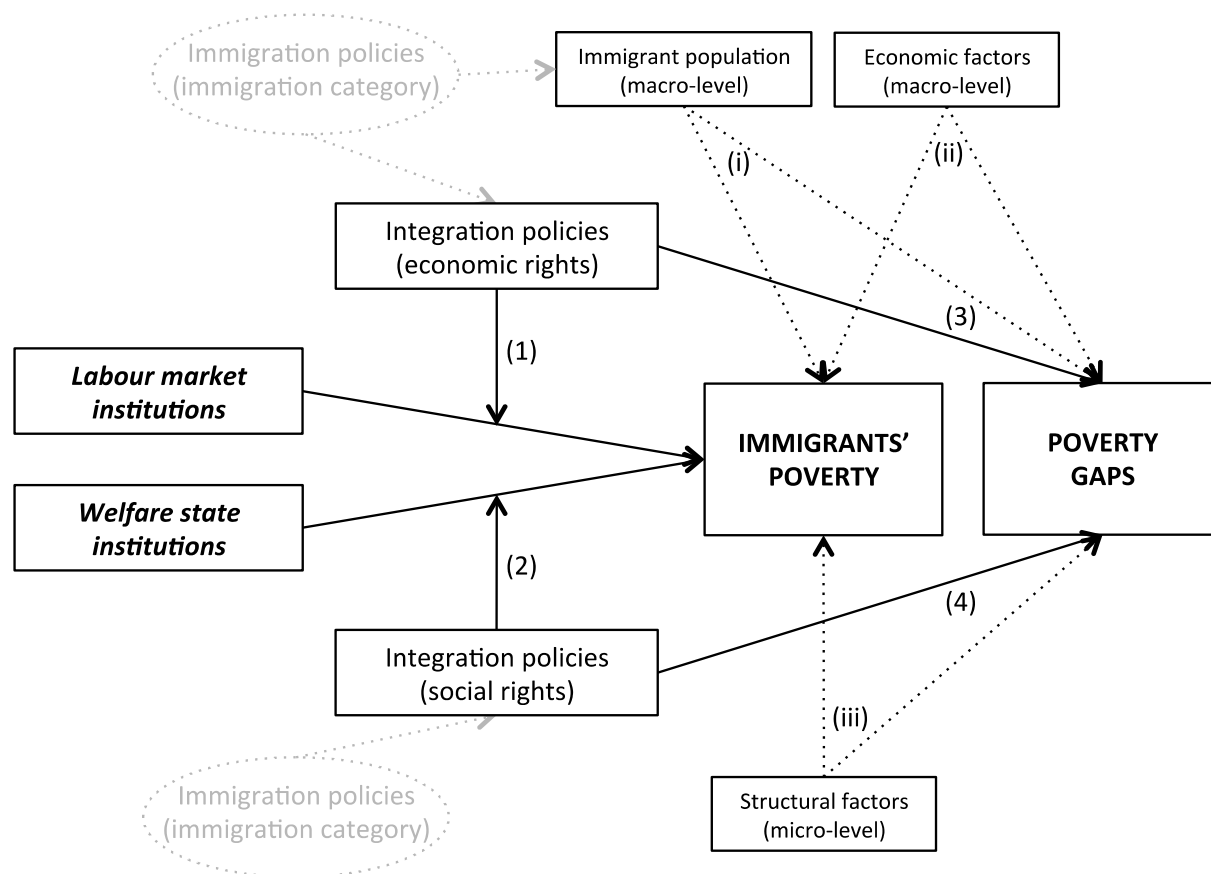 Immigration policies
(immigration category)
Immigrant population
(macro-level)
Economic factors
(macro-level)
(i)
(ii)
Integration policies
(economic rights)
(3)
(1)
Labour market
institutions
IMMIGRANTS’
POVERTY
POVERTY
GAPS
Welfare state
institutions
(2)
(4)
Integration policies
(social rights)
(iii)
Immigration policies
(immigration category)
Structural factors
(micro-level)